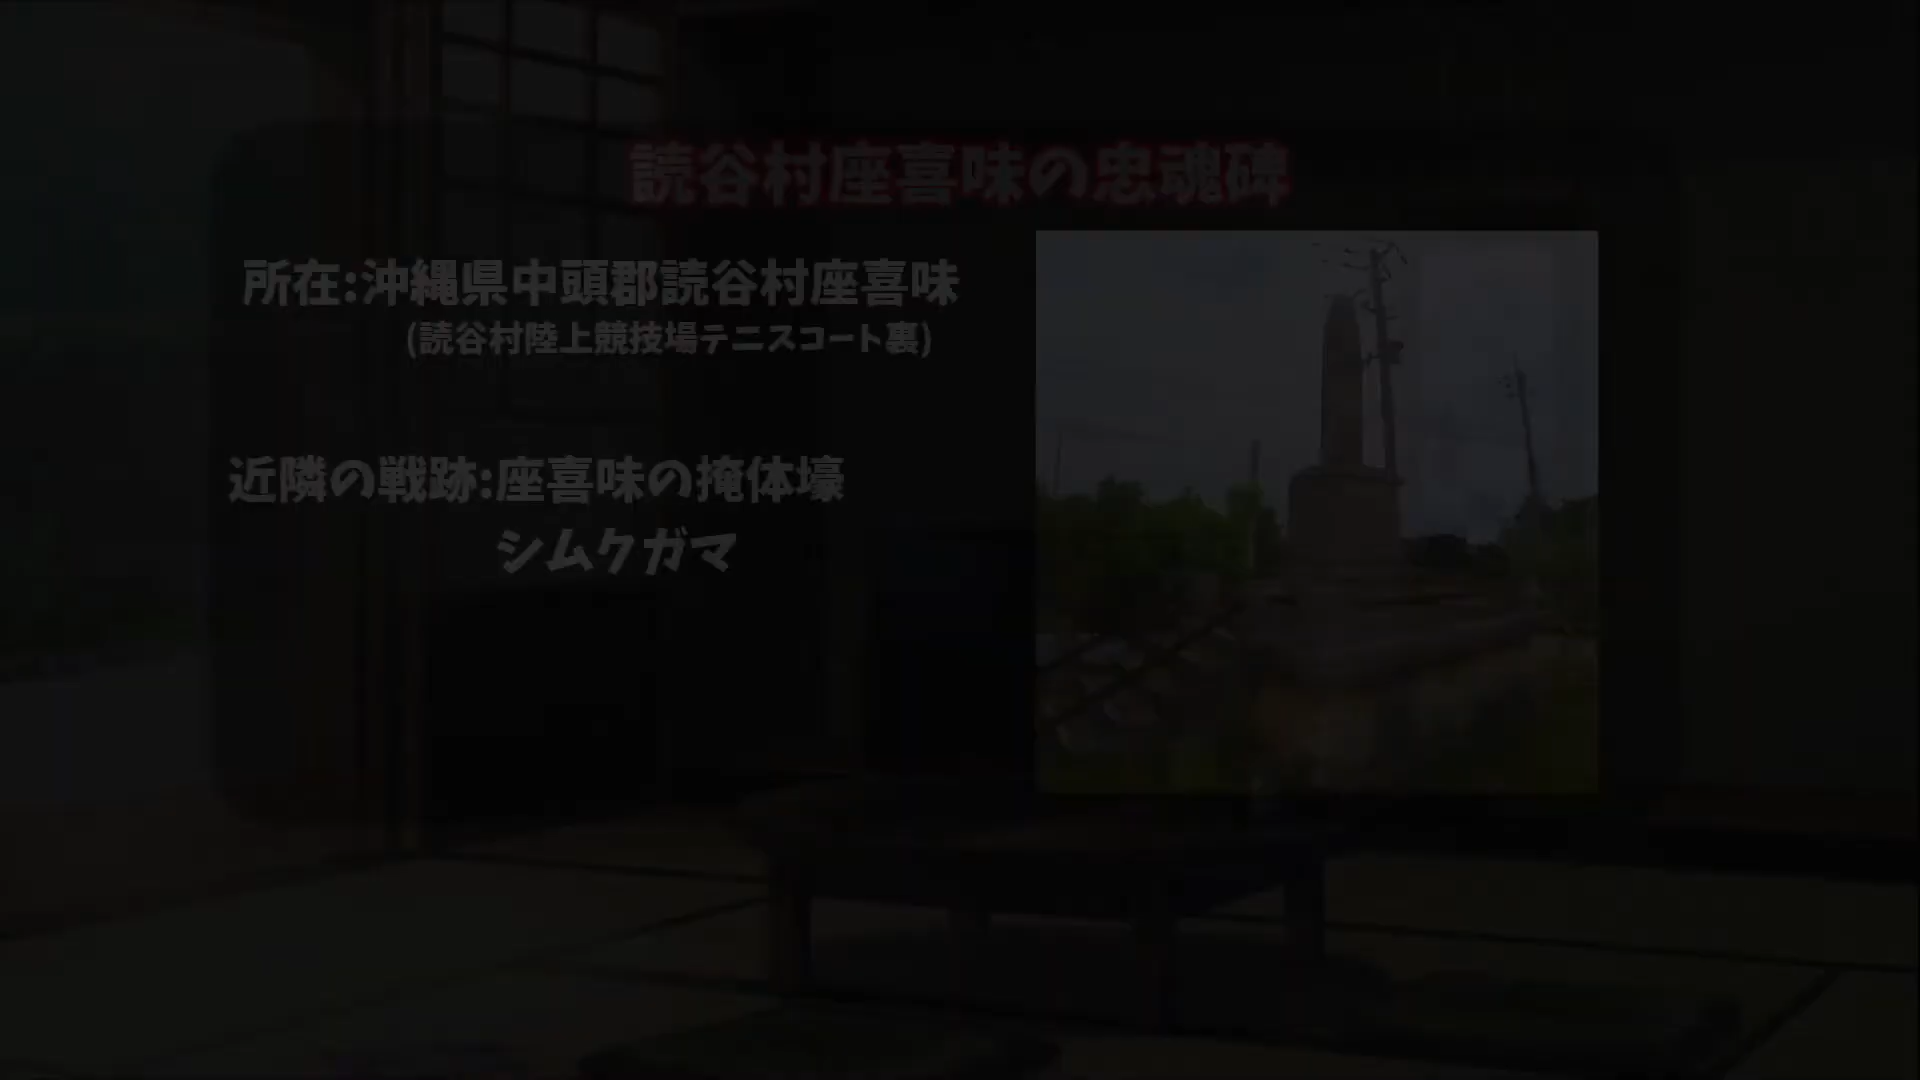 読谷村座喜味の忠魂碑
所在:沖縄県中頭郡読谷村座喜味
(読谷村陸上競技場テニスコート裏)
近隣の戦跡:座喜味の掩体壕
シムクガマ